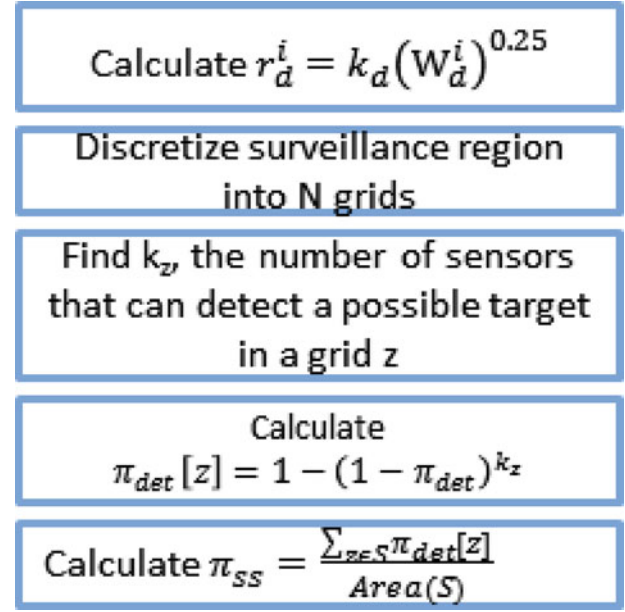 Calculate r_d^i = k_d(W_d^i)^0.25
Discretize surveillance region
into N grids
Find k_z, the number of sensors
that can detect a possible target
in a grid z
Calculate
π_det [z] = 1 − (1 − π_det)^k_z
Calculate π_ss = ∑_z∈S π_det[z] / Area(S)